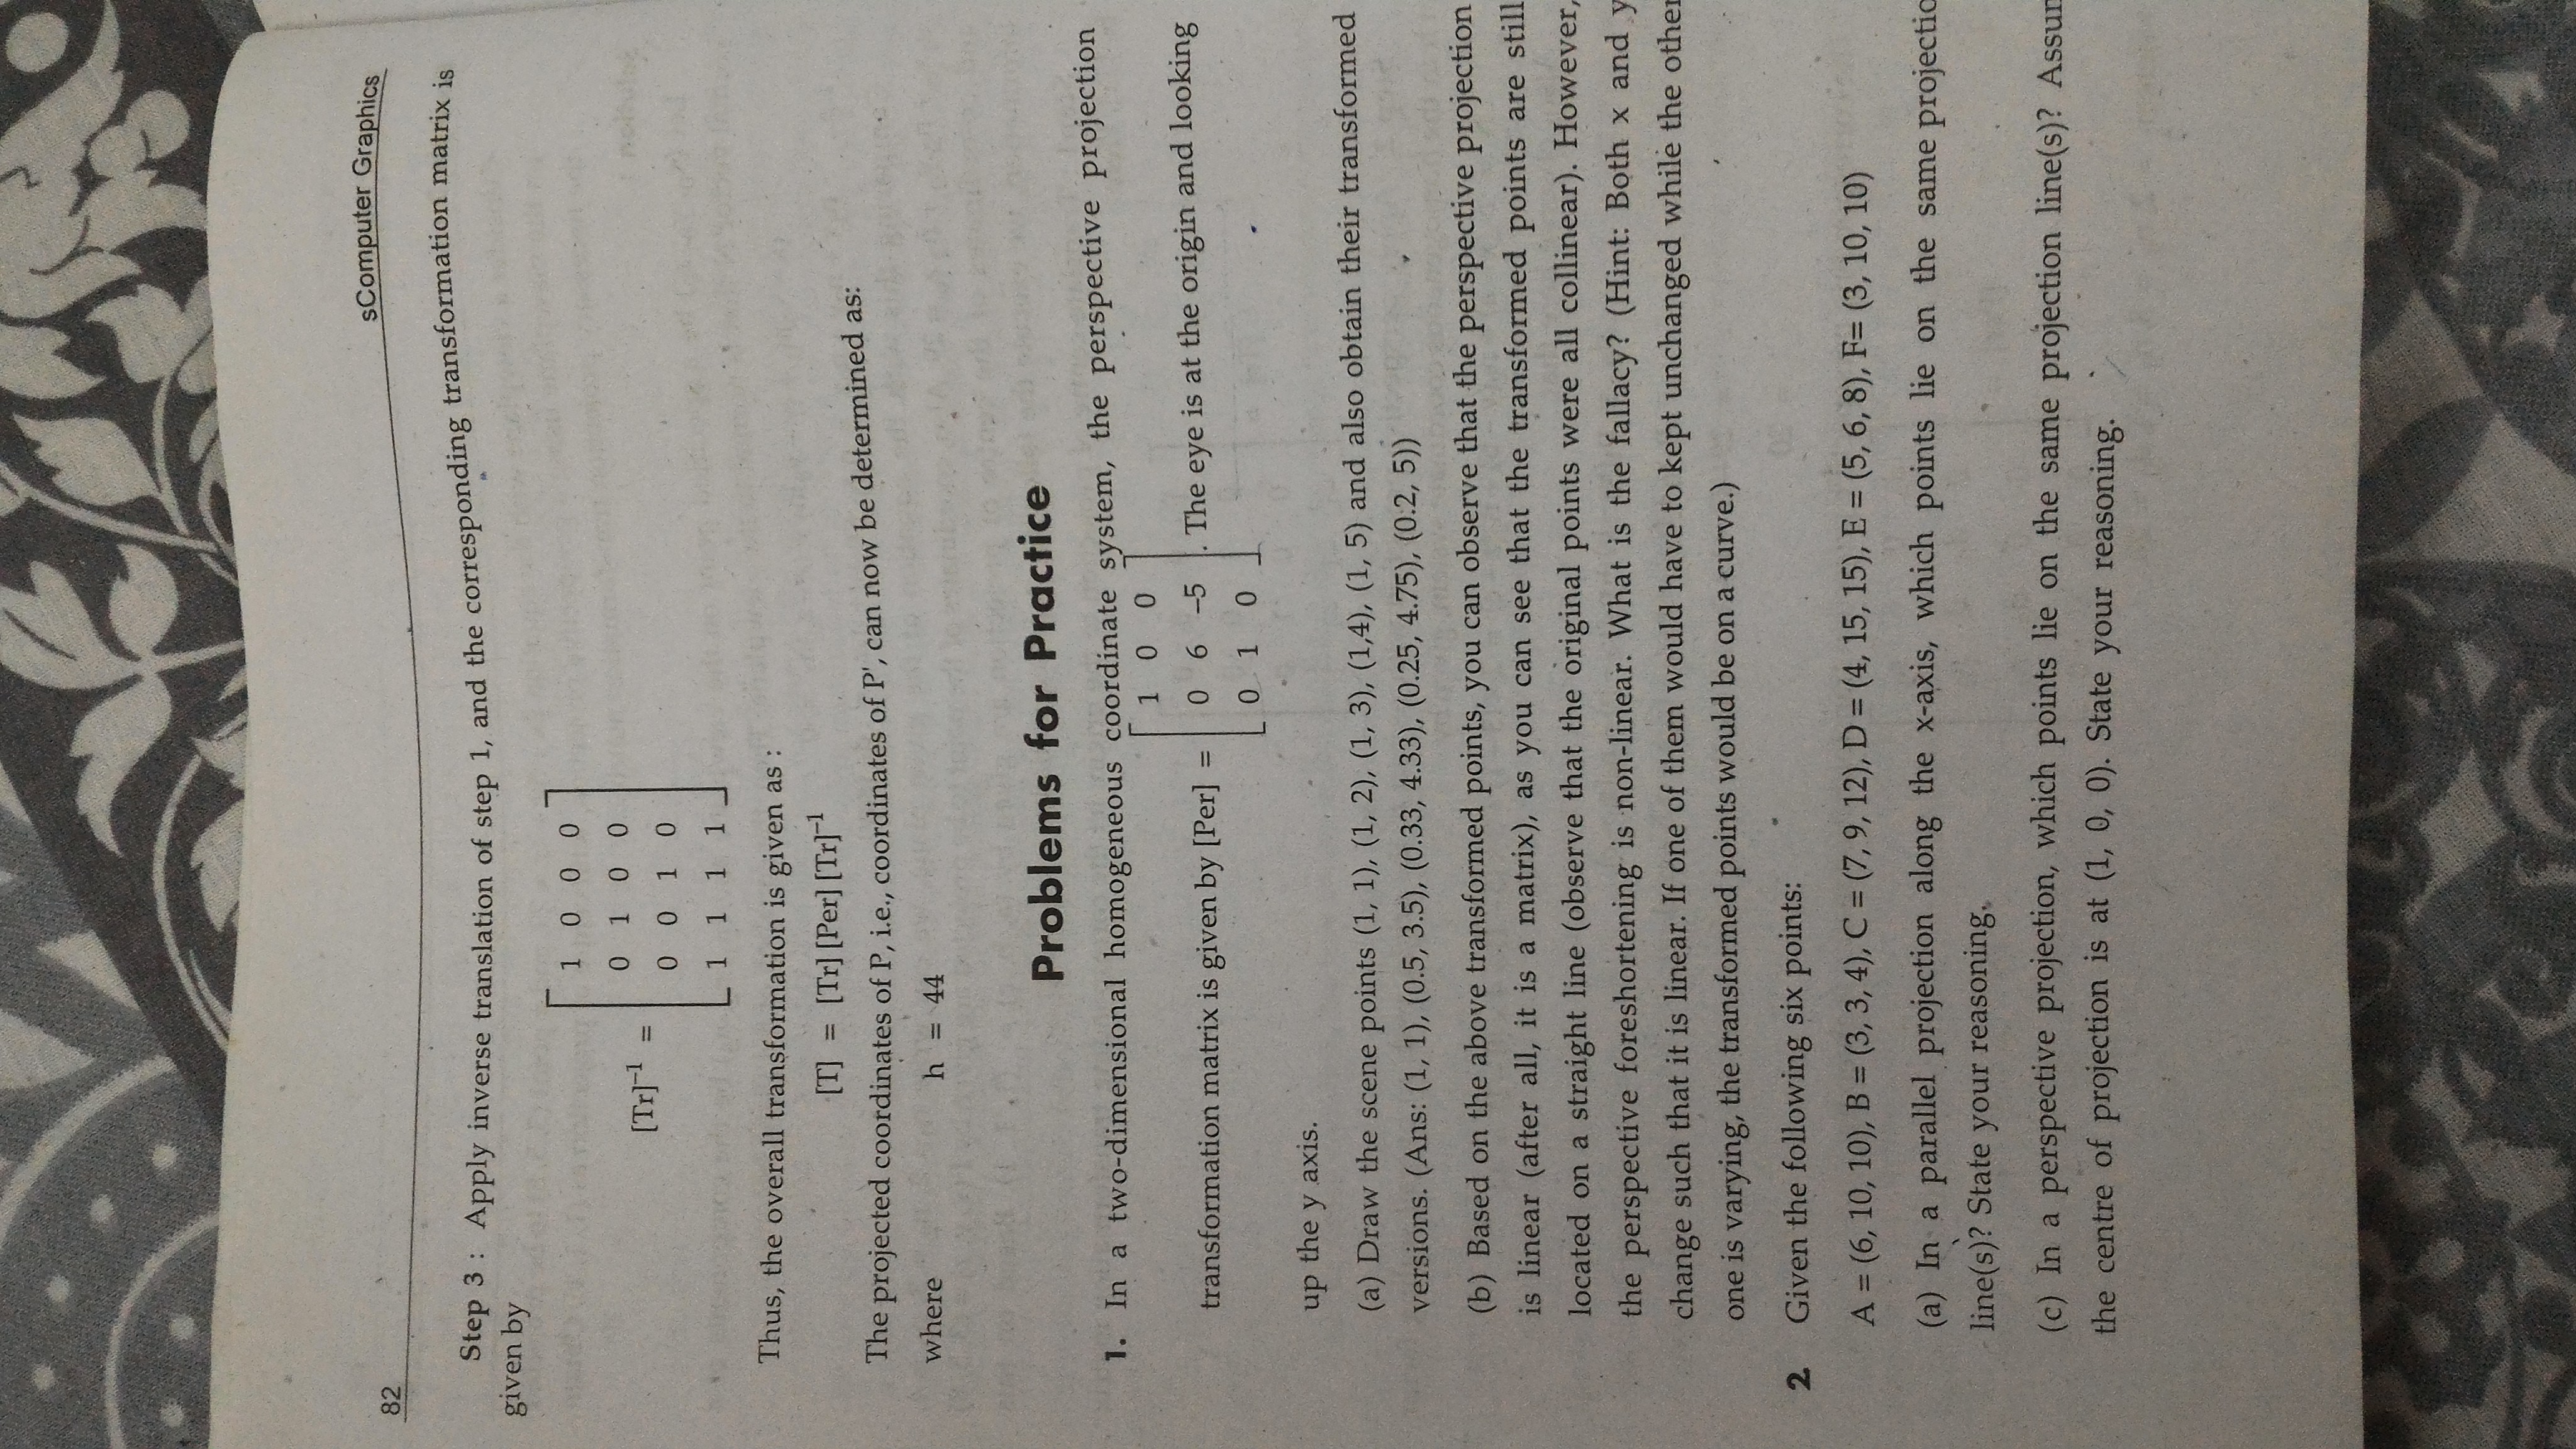 82
sComputer Graphics
Step 3 : Apply inverse translation of step 1, and the corresponding transformation matrix is
given by
[Tr]⁻¹ =
1 0 0 0
0 1 0 0
0 0 1 0
1 1 1 1
Thus, the overall transformation is given as :
[T] = [Tr] [Per] [Tr]⁻¹
The projected coordinates of P, i.e., coordinates of P', can now be determined as:
where h = 44
Problems for Practice
1. In a two-dimensional homogeneous coordinate system, the perspective projection
1 0 0
transformation matrix is given by [Per] = 0 6 –5 . The eye is at the origin and looking
0 1 0
up the y axis.
(a) Draw the scene points (1, 1), (1, 2), (1, 3), (1,4), (1, 5) and also obtain their transformed
versions. (Ans: (1, 1), (0.5, 3.5), (0.33, 4.33), (0.25, 4.75), (0.2, 5))
(b) Based on the above transformed points, you can observe that the perspective projection
is linear (after all, it is a matrix), as you can see that the transformed points are still
located on a straight line (observe that the original points were all collinear). However,
the perspective foreshortening is non-linear. What is the fallacy? (Hint: Both x and y
change such that it is linear. If one of them would have to kept unchanged while the other
one is varying, the transformed points would be on a curve.)
2 Given the following six points:
A = (6, 10, 10), B = (3, 3, 4), C = (7, 9, 12), D = (4, 15, 15), E = (5, 6, 8), F= (3, 10, 10)
(a) In a parallel projection along the x-axis, which points lie on the same projectio
line(s)? State your reasoning.
(c) In a perspective projection, which points lie on the same projection line(s)? Assum
the centre of projection is at (1, 0, 0). State your reasoning.